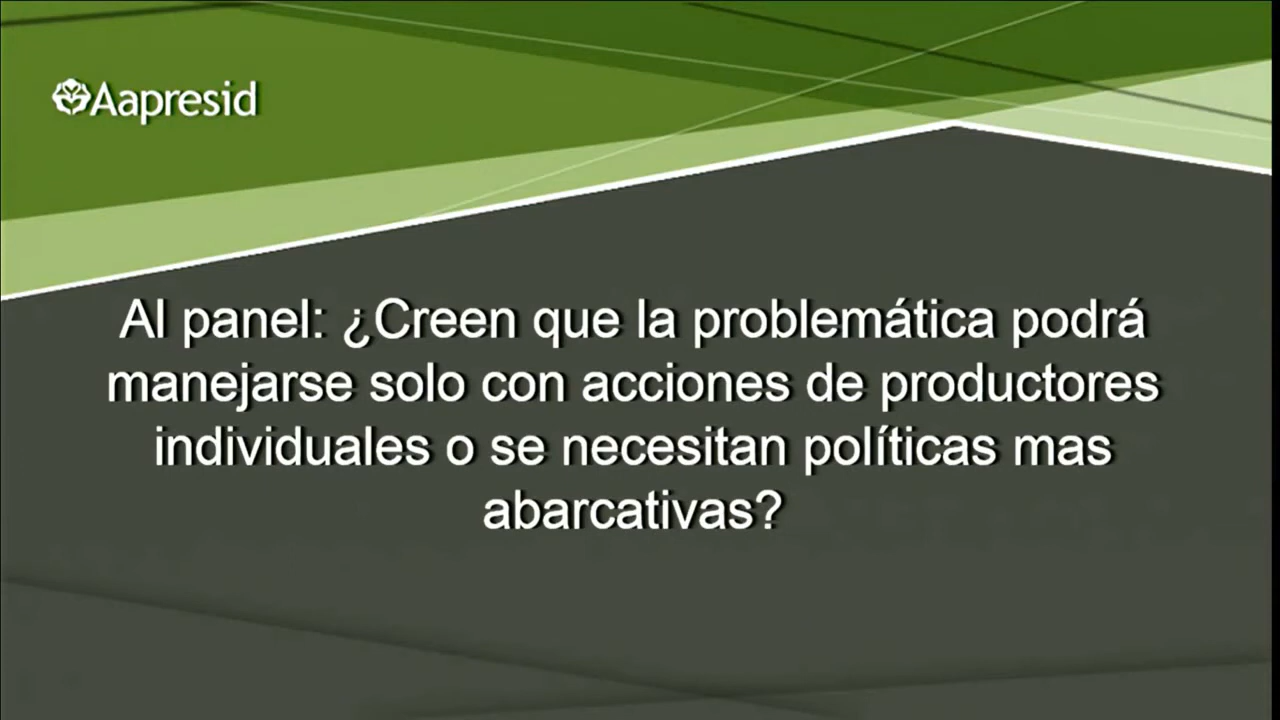 Aapresid
Al panel: ¿Creen que la problemática podrá
manejarse solo con acciones de productores
individuales o se necesitan políticas mas
abarcativas?